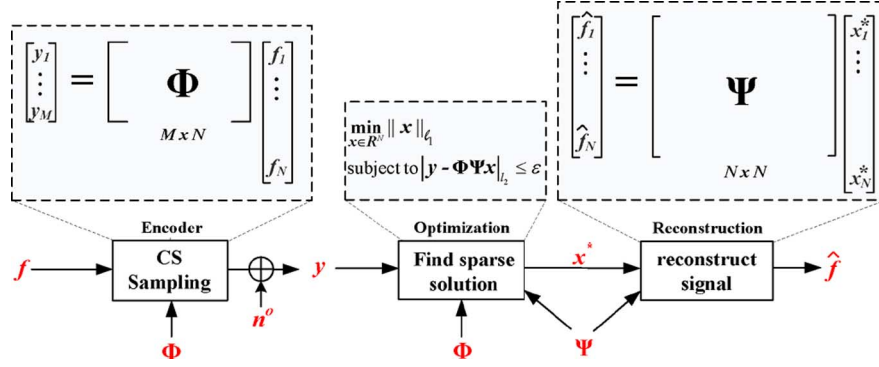 y1
⋮
yM
=
Φ
M x N
f1
⋮
fN
min ‖ x ‖ℓ1
x∈R^N
subject to |y - ΦΨx|l2 ≤ ε
f̂1
⋮
f̂N
=
Ψ
N x N
x1*
⋮
xN*
Encoder
Optimization
Reconstruction
f
CS
Sampling
n^o
y
Find sparse
solution
x*
reconstruct
signal
f̂
Φ
Φ
Ψ